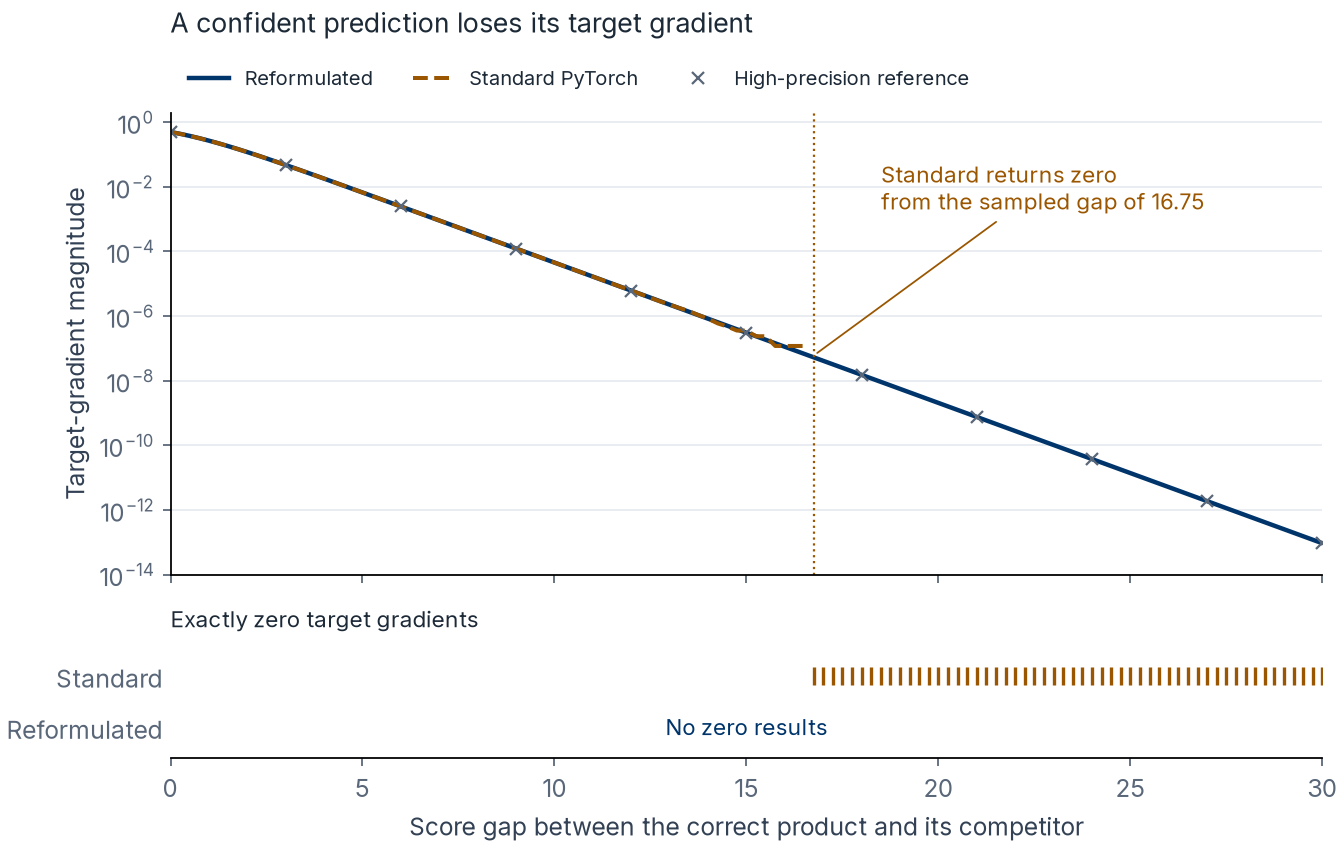 A confident prediction loses its target gradient
Reformulated
Standard PyTorch
High-precision reference
Target-gradient magnitude
10⁰
10⁻²
10⁻⁴
10⁻⁶
10⁻⁸
10⁻¹⁰
10⁻¹²
10⁻¹⁴
Standard returns zero
from the sampled gap of 16.75
Exactly zero target gradients
Standard
Reformulated
No zero results
0 5 10 15 20 25 30
Score gap between the correct product and its competitor